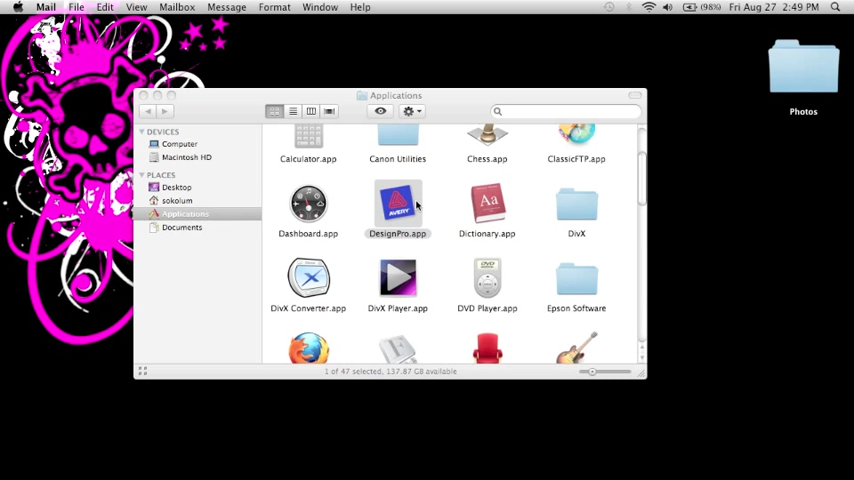 Mail File Edit View Mailbox Message Format Window Help (98%) Fri Aug 27 2:49 PM
Photos
Applications
DEVICES
Computer
Macintosh HD
PLACES
Desktop
sokolum
Applications
Documents
Calculator.app Canon Utilities Chess.app ClassicFTP.app
Aa
AVERY
Dashboard.app DesignPro.app Dictionary.app DivX
DVD
DivX Converter.app DivX Player.app DVD Player.app Epson Software
1 of 47 selected, 137.87 GB available